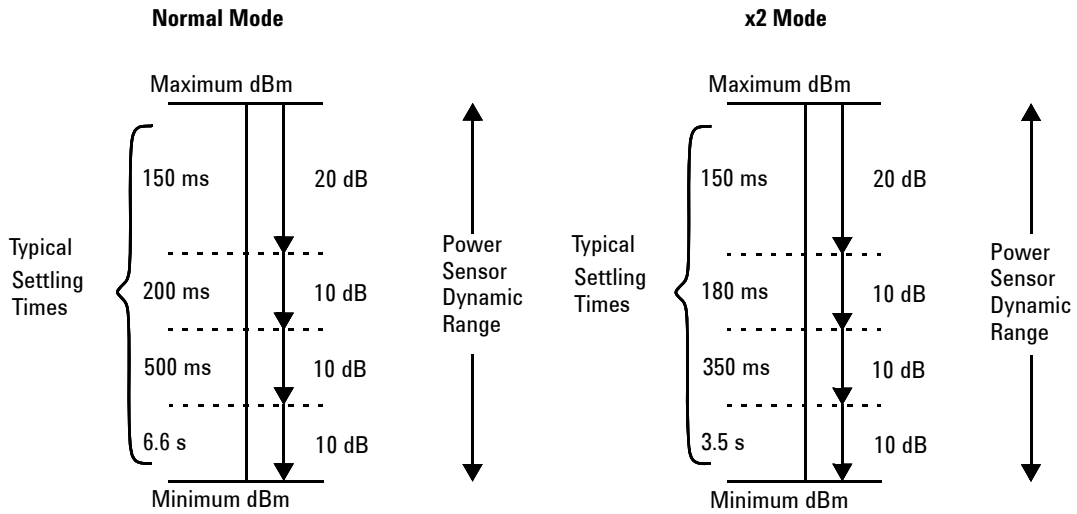 Normal Mode
Maximum dBm
150 ms
20 dB
Typical
Settling
Times
200 ms
10 dB
500 ms
10 dB
6.6 s
10 dB
Minimum dBm
Power
Sensor
Dynamic
Range
x2 Mode
Maximum dBm
150 ms
20 dB
Typical
Settling
Times
180 ms
10 dB
350 ms
10 dB
3.5 s
10 dB
Minimum dBm
Power
Sensor
Dynamic
Range